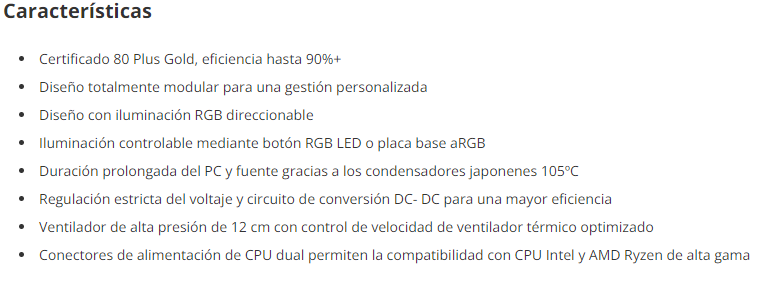 Características
Certificado 80 Plus Gold, eficiencia hasta 90%+
Diseño totalmente modular para una gestión personalizada
Diseño con iluminación RGB direccionable
Iluminación controlable mediante botón RGB LED o placa base aRGB
Duración prolongada del PC y fuente gracias a los condensadores japonenes 105ºC
Regulación estricta del voltaje y circuito de conversión DC- DC para una mayor eficiencia
Ventilador de alta presión de 12 cm con control de velocidad de ventilador térmico optimizado
Conectores de alimentación de CPU dual permiten la compatibilidad con CPU Intel y AMD Ryzen de alta gama